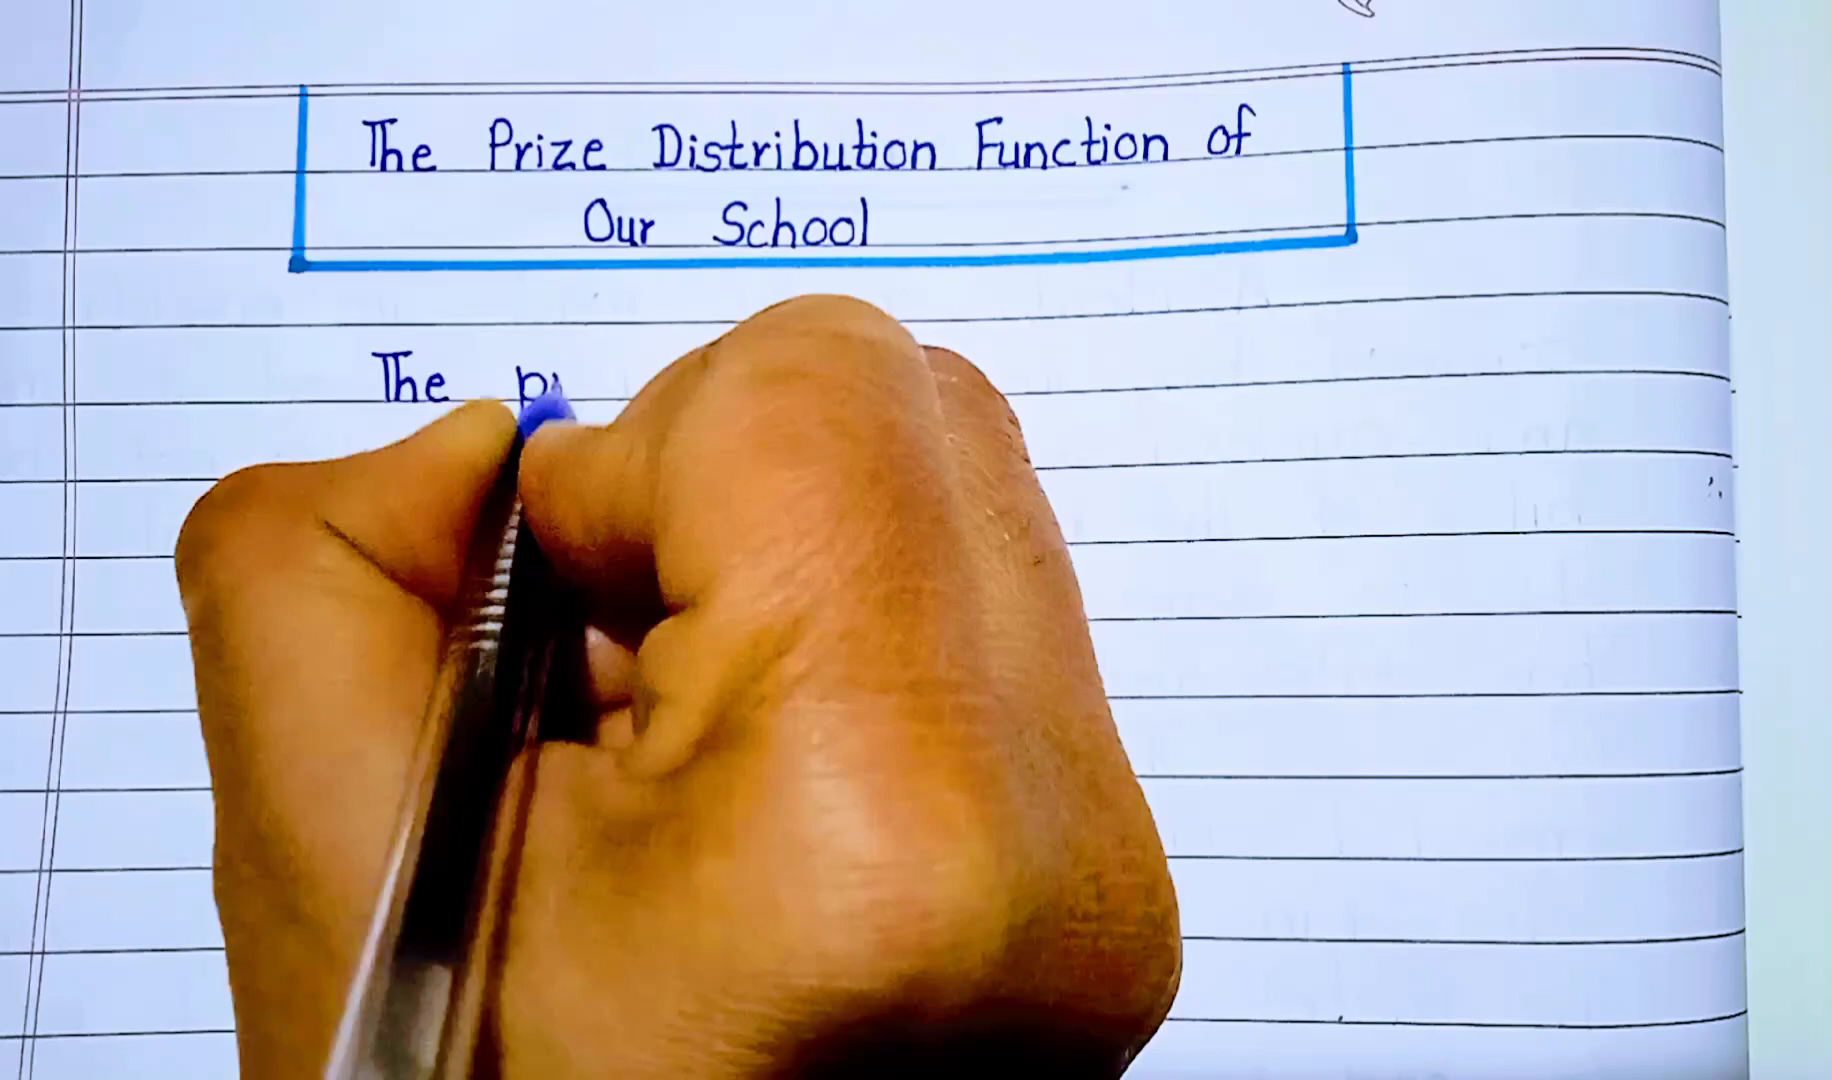 The Prize Distribution Function of
Our School
The